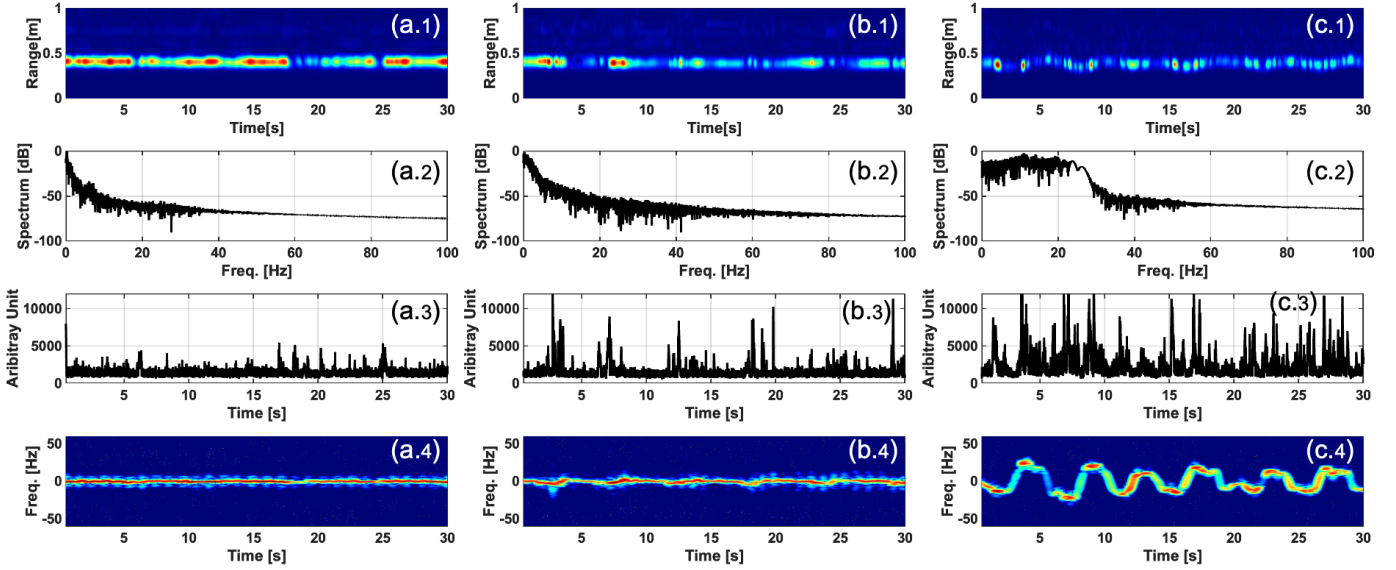 (a.1)
Range[m]
1
0.5
0
5 10 15 20 25 30
Time[s]
(b.1)
Range[m]
1
0.5
0
5 10 15 20 25 30
Time[s]
(c.1)
Range[m]
1
0.5
0
5 10 15 20 25 30
Time[s]
(a.2)
Spectrum [dB]
0
-50
-100
0 20 40 60 80 100
Freq. [Hz]
(b.2)
Spectrum [dB]
0
-50
-100
0 20 40 60 80 100
Freq. [Hz]
(c.2)
Spectrum [dB]
0
-50
-100
0 20 40 60 80 100
Freq. [Hz]
(a.3)
Aribitray Unit
10000
5000
0
5 10 15 20 25 30
Time [s]
(b.3)
Aribitray Unit
10000
5000
0
5 10 15 20 25 30
Time [s]
(c.3)
Aribitray Unit
10000
5000
0
5 10 15 20 25 30
Time [s]
(a.4)
Freq. [Hz]
50
0
-50
5 10 15 20 25 30
Time [s]
(b.4)
Freq. [Hz]
50
0
-50
5 10 15 20 25 30
Time [s]
(c.4)
Freq. [Hz]
50
0
-50
5 10 15 20 25 30
Time [s]